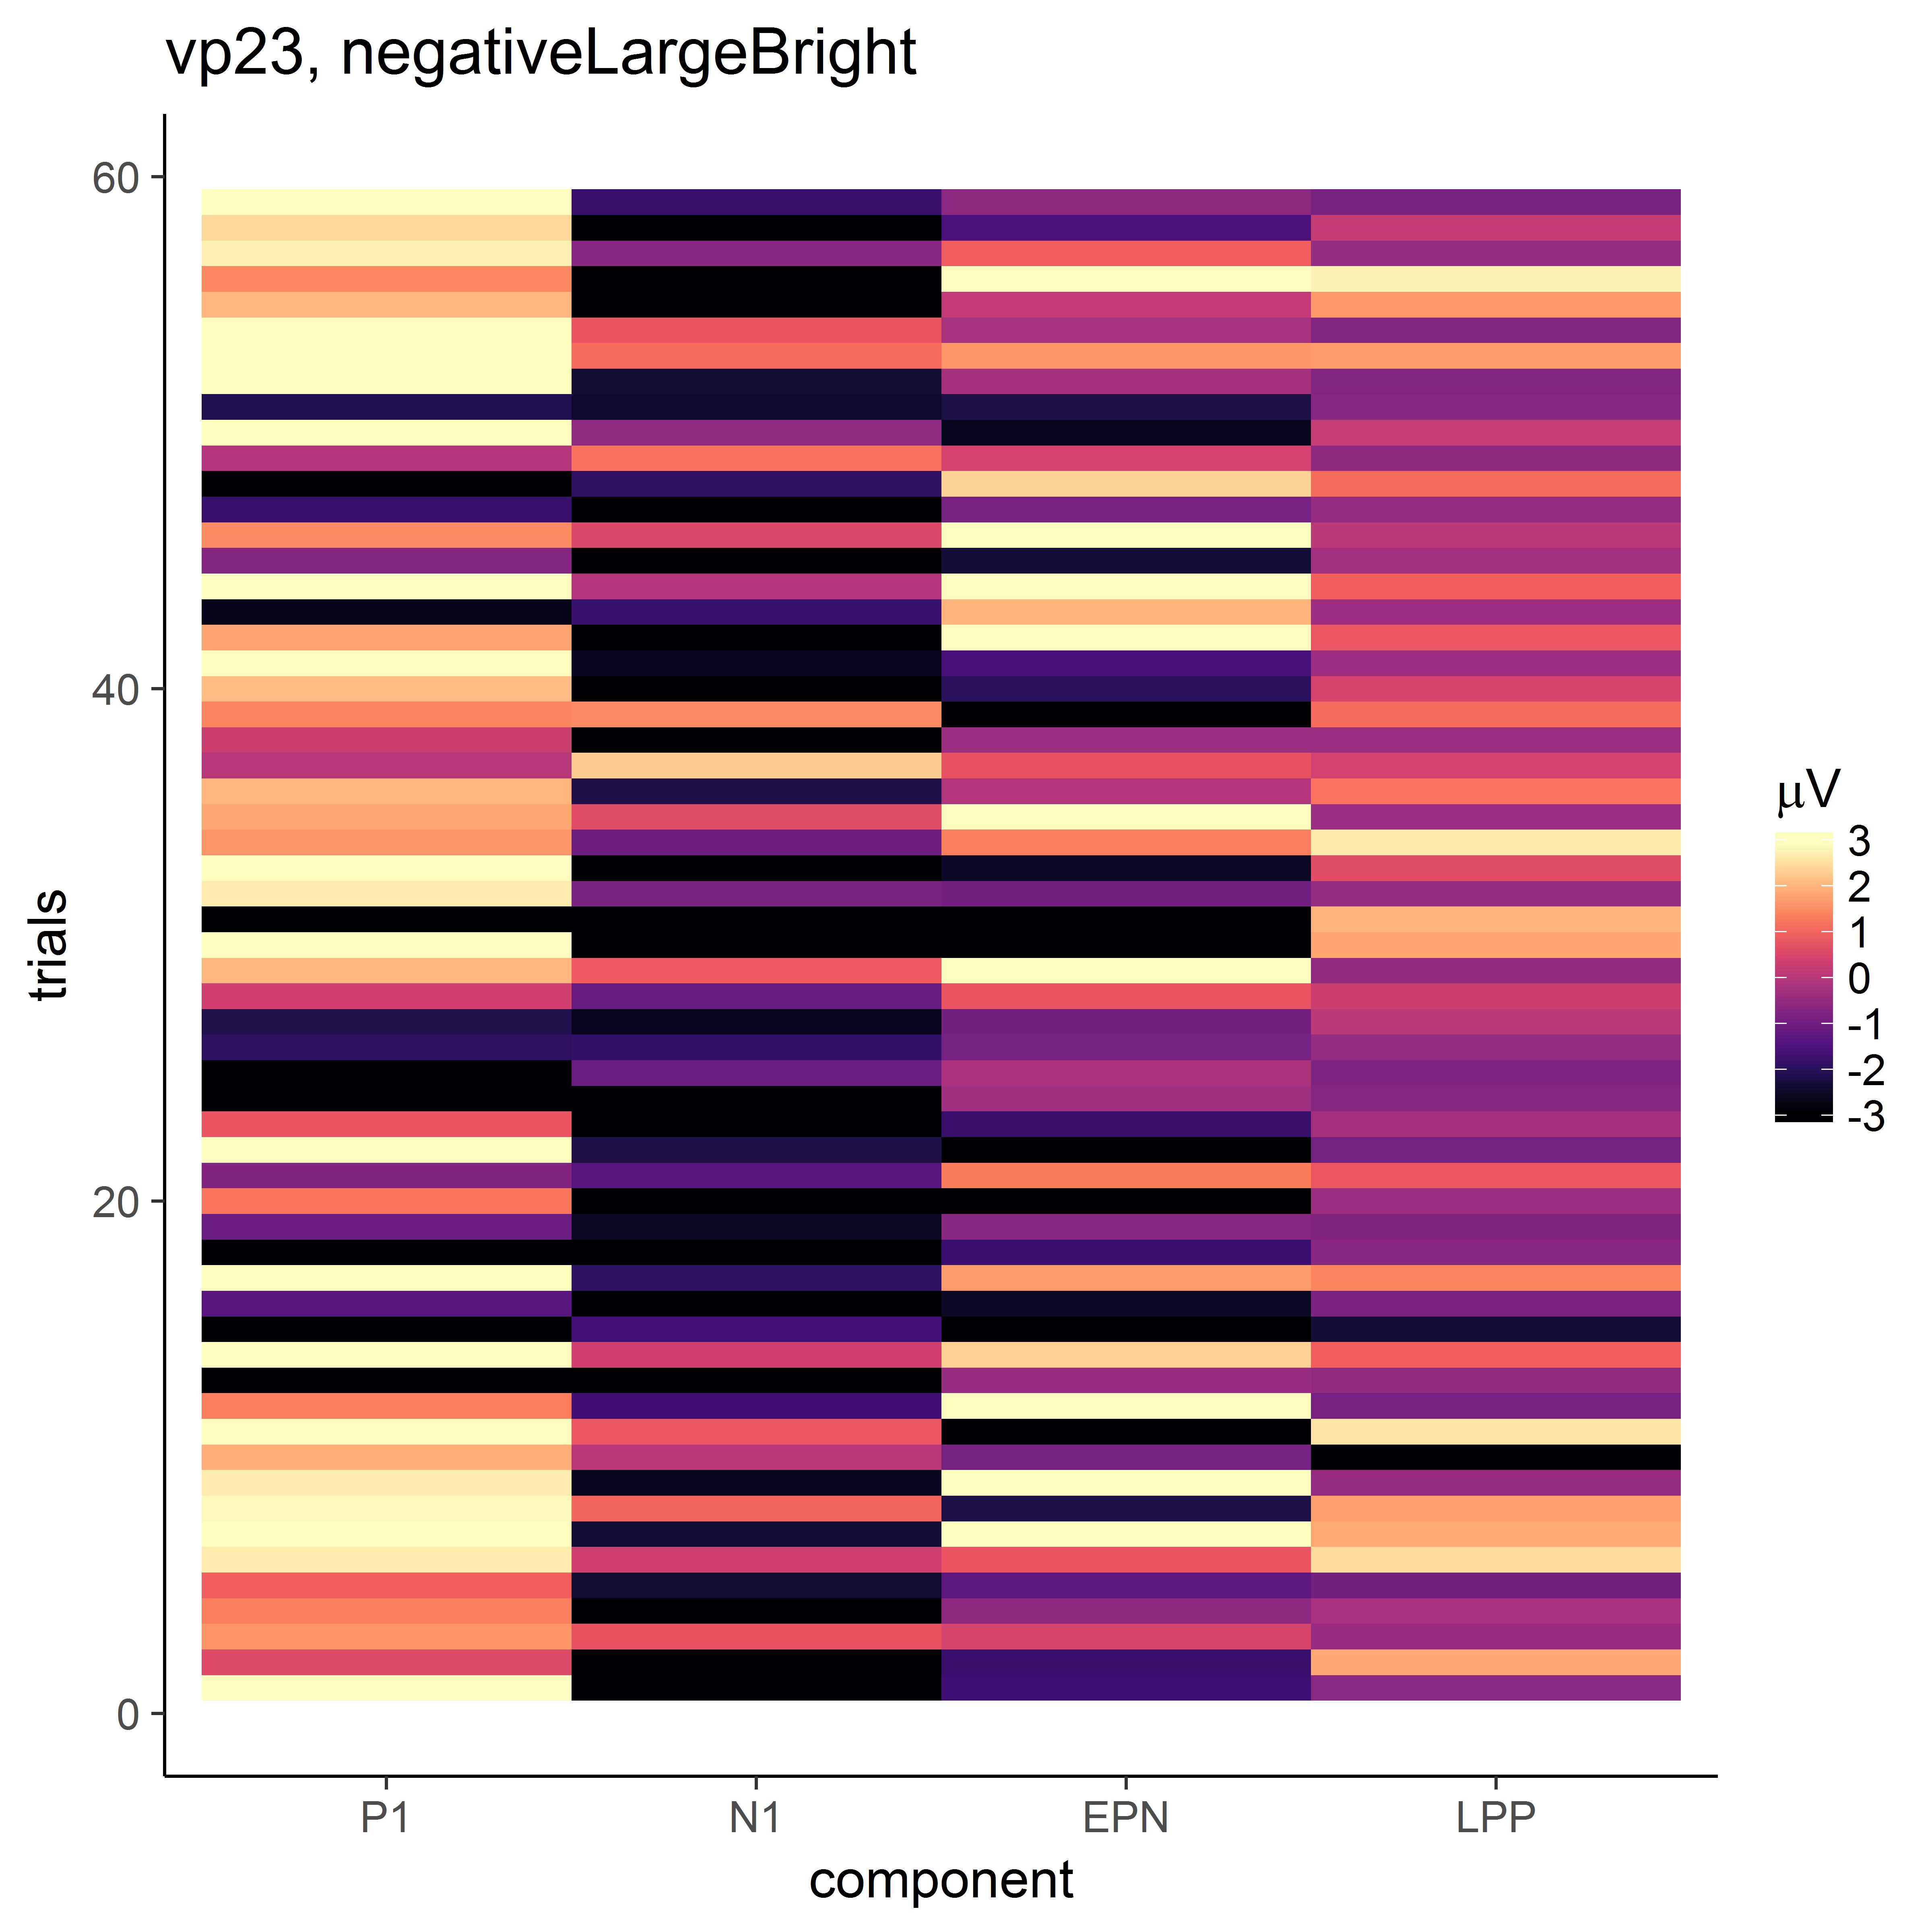 vp23, negativeLargeBright
60
40
20
0
trials
P1 N1 EPN LPP
component
μV
3
2
1
0
-1
-2
-3